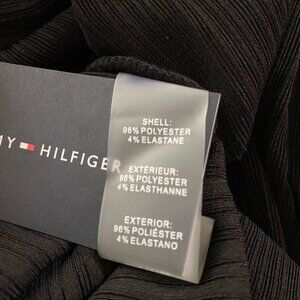 MY HILFIGER
SHELL:
96% POLYESTER
4% ELASTANE
EXTÉRIEUR:
96% POLYESTER
4% ELASTHANNE
EXTERIOR:
96% POLIÉSTER
4% ELASTANO